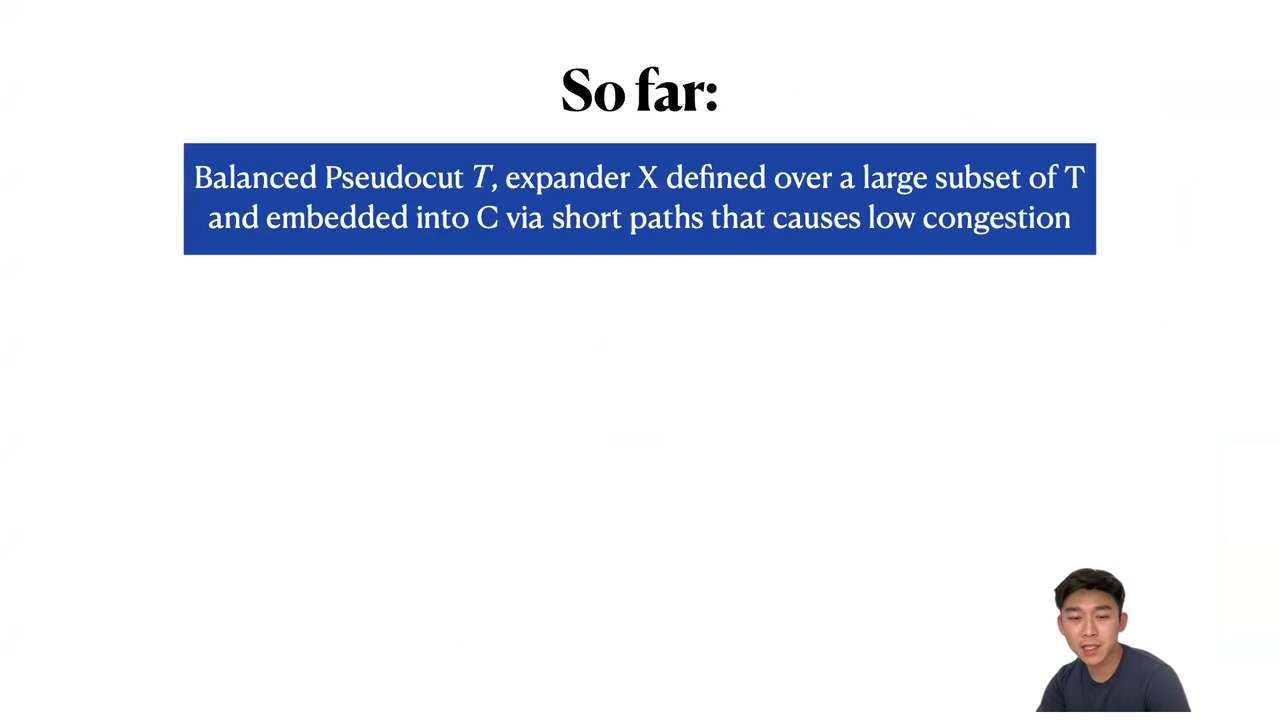 So far:
Balanced Pseudocut T, expander X defined over a large subset of T
and embedded into C via short paths that causes low congestion